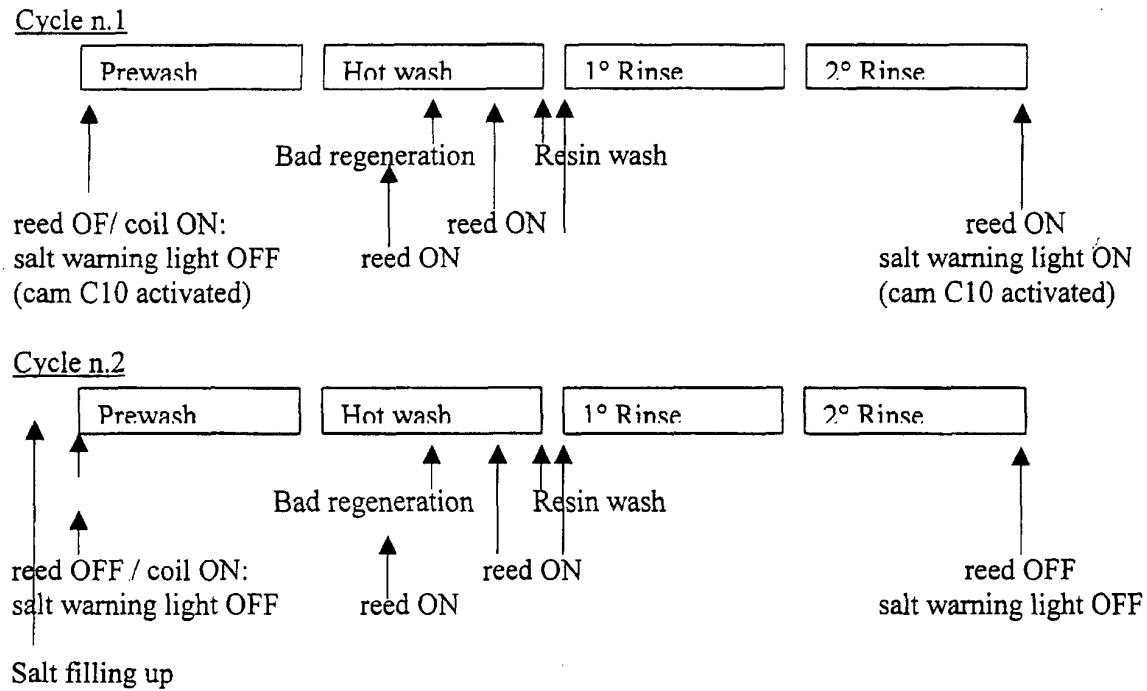 Cycle n.1
Prewash Hot wash 1° Rinse 2° Rinse
Bad regeneration Resin wash
reed OF/ coil ON: reed ON reed ON
salt warning light OFF reed ON salt warning light ON
(cam C10 activated) (cam C10 activated)
Cycle n.2
Prewash Hot wash 1° Rinse 2° Rinse
Bad regeneration Resin wash
reed OFF / coil ON: reed ON reed OFF
salt warning light OFF reed ON salt warning light OFF
Salt filling up